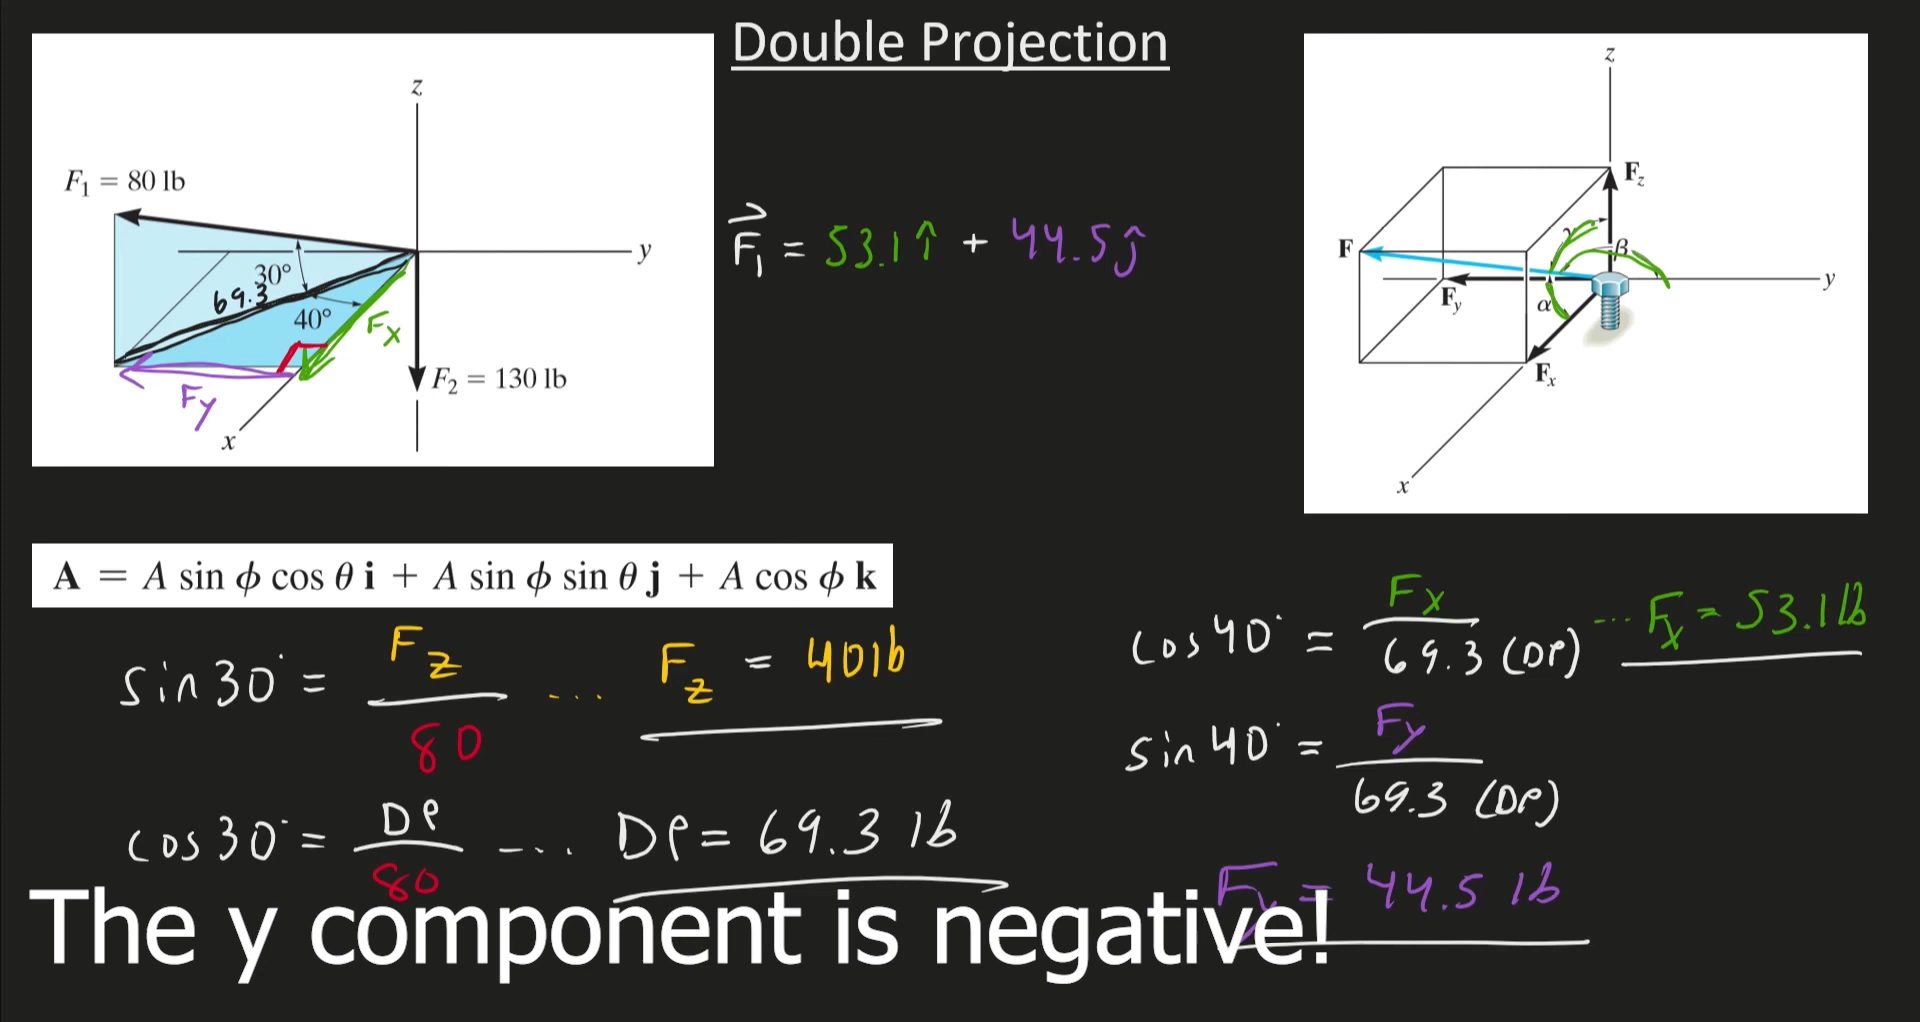 Double Projection
z
F₁ = 80 lb
y
30°
69.3
40°
Fx
F₂ = 130 lb
Fy
x
F⃗₁ = 53.1 î + 44.5 ĵ
z
F_z
F
γ
β
y
F_y
α
F_x
x
A = A sin ϕ cos θ i + A sin ϕ sin θ j + A cos ϕ k
sin 30° = Fz / 80 ... Fz = 40 lb
cos 30° = DP / 80 ... DP = 69.3 lb
cos 40° = Fx / 69.3 (DP) ... Fx = 53.1 lb
sin 40° = Fy / 69.3 (DP)
Fy = 44.5 lb
The y component is negative!